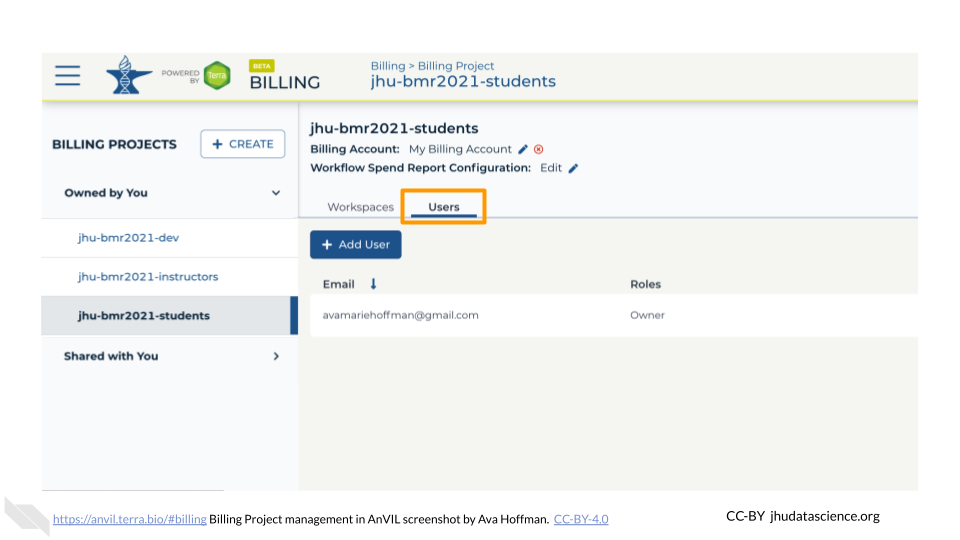 POWERED BY
Terra
BETA
BILLING
Billing > Billing Project
jhu-bmr2021-students
BILLING PROJECTS
+ CREATE
Owned by You
jhu-bmr2021-dev
jhu-bmr2021-instructors
jhu-bmr2021-students
Shared with You
jhu-bmr2021-students
Billing Account: My Billing Account
Workflow Spend Report Configuration: Edit
Workspaces Users
+ Add User
Email ↓ Roles
avamariehoffman@gmail.com Owner
https://anvil.terra.bio/#billing Billing Project management in AnVIL screenshot by Ava Hoffman. CC-BY-4.0
CC-BY jhudatascience.org